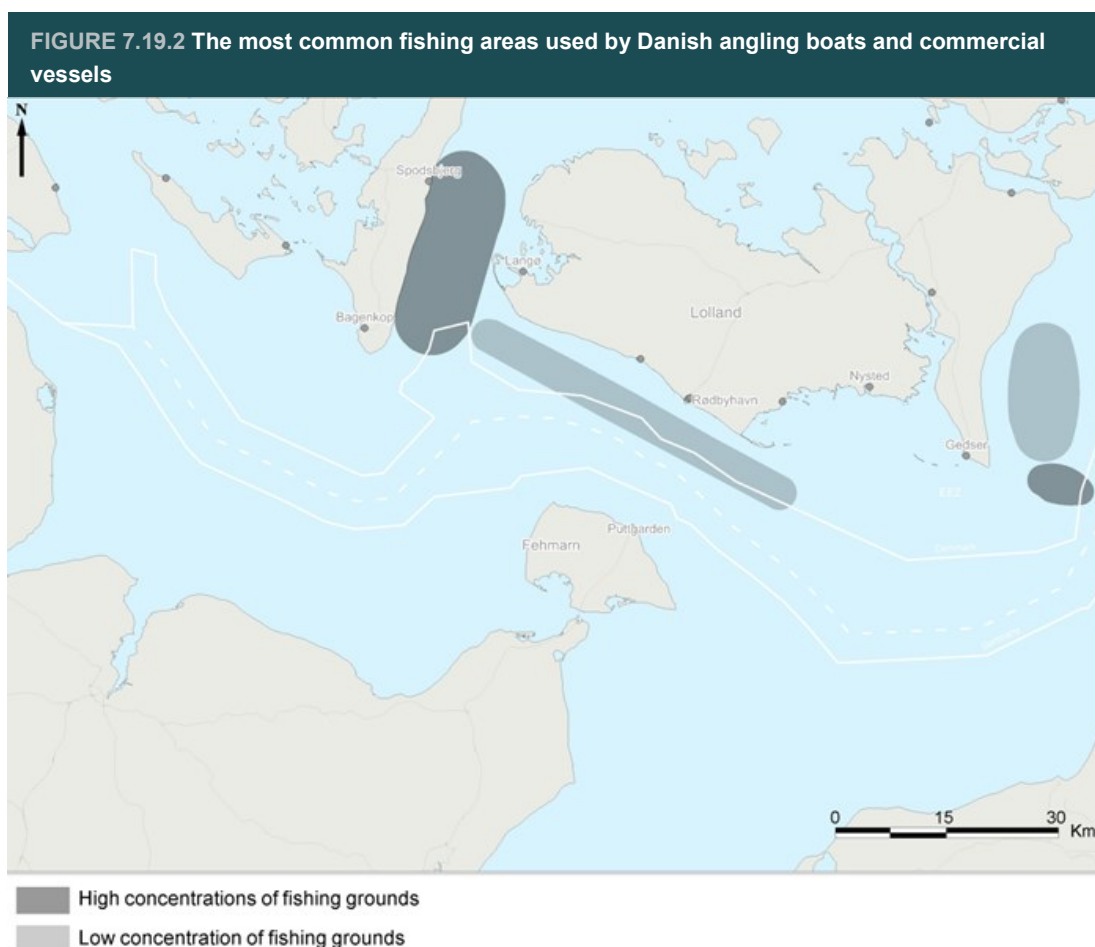 FIGURE 7.19.2 The most common fishing areas used by Danish angling boats and commercial
vessels
N
Spodsbjerg
Langø
Bagenkop
Lolland
Rødbyhavn
Nysted
Gedser
EEZ
Puttgarden
Fehmarn
0 15 30
Km
High concentrations of fishing grounds
Low concentration of fishing grounds